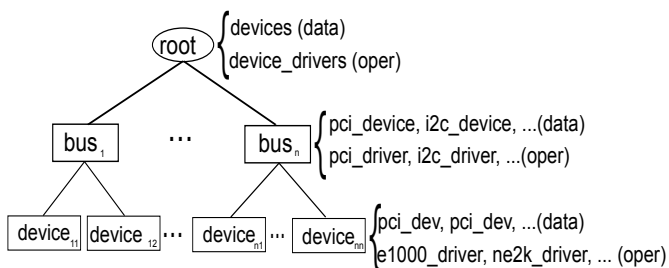 root
devices (data)
device_drivers (oper)
bus1
...
busn
pci_device, i2c_device, ...(data)
pci_driver, i2c_driver, ...(oper)
device11
device12
...
devicen1
...
devicenn
pci_dev, pci_dev, ...(data)
e1000_driver, ne2k_driver, ... (oper)